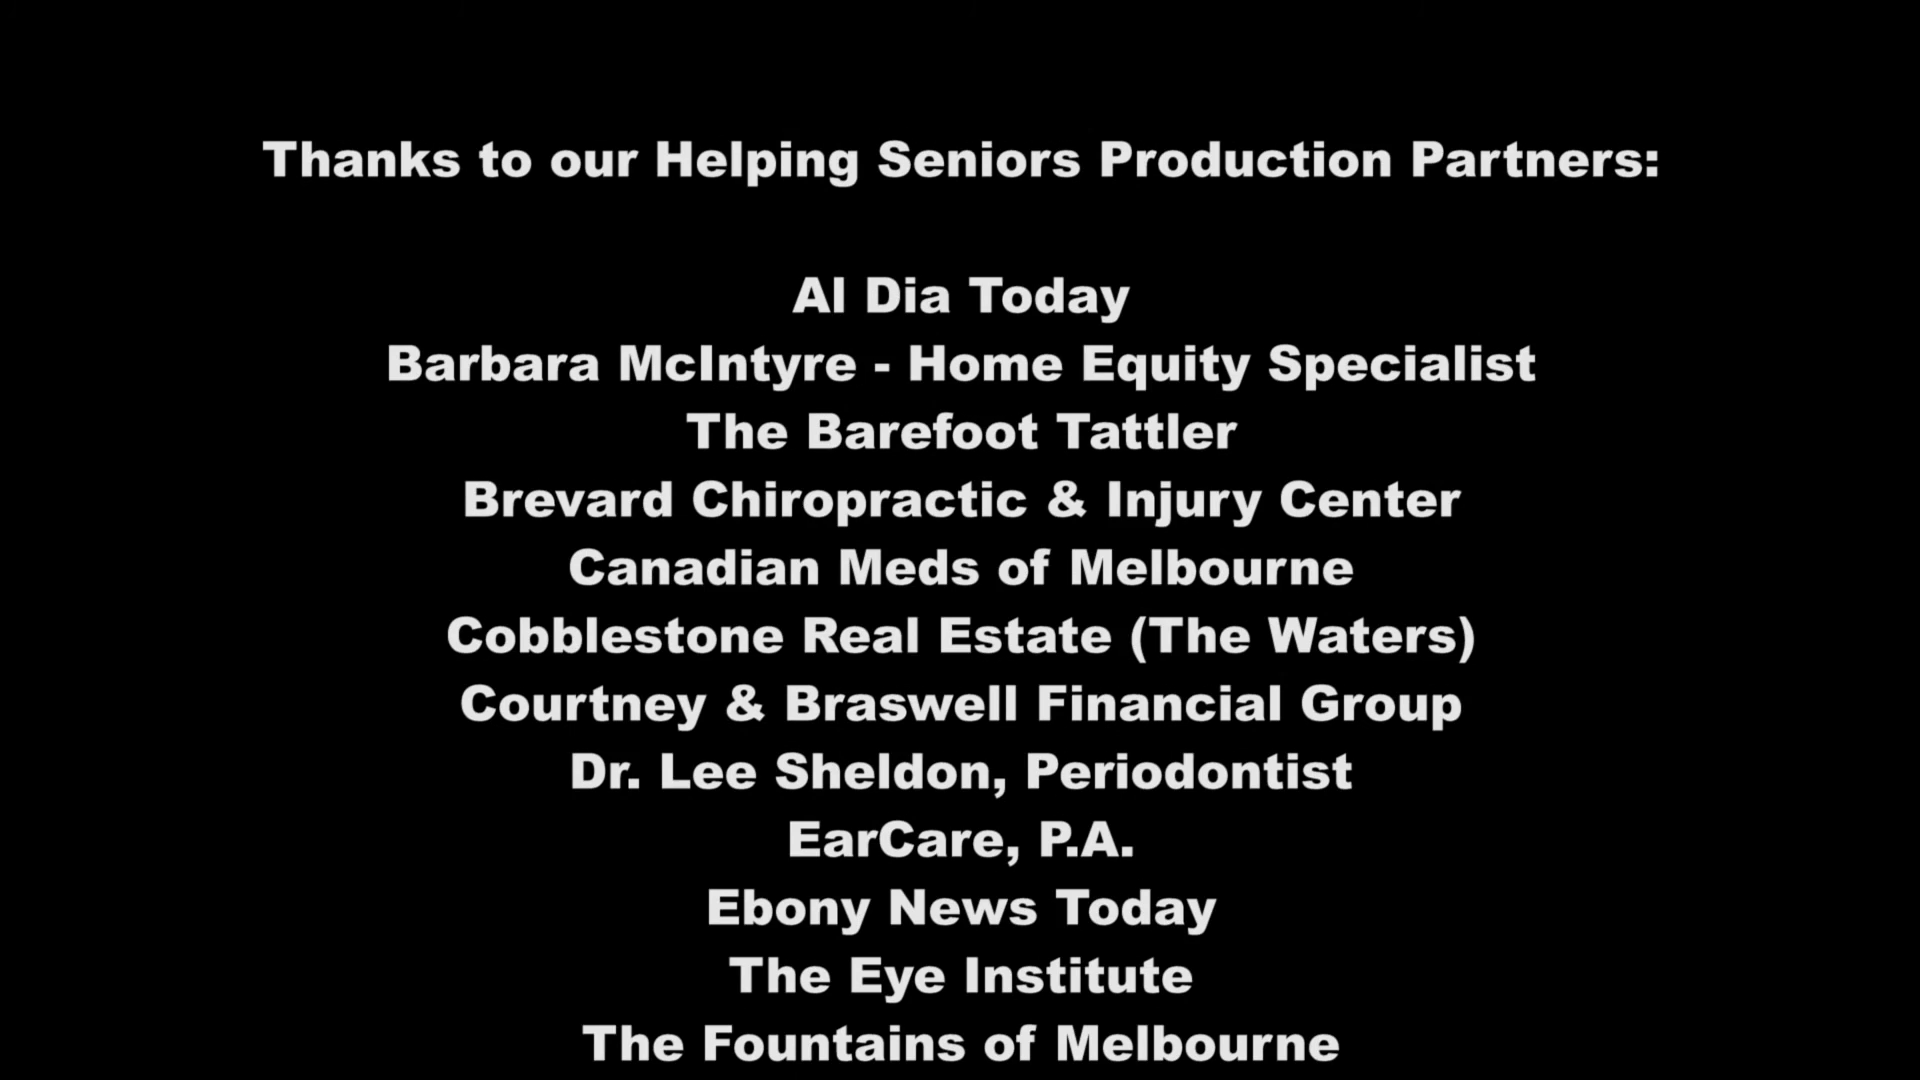 Thanks to our Helping Seniors Production Partners:
Al Dia Today
Barbara McIntyre - Home Equity Specialist
The Barefoot Tattler
Brevard Chiropractic & Injury Center
Canadian Meds of Melbourne
Cobblestone Real Estate (The Waters)
Courtney & Braswell Financial Group
Dr. Lee Sheldon, Periodontist
EarCare, P.A.
Ebony News Today
The Eye Institute
The Fountains of Melbourne